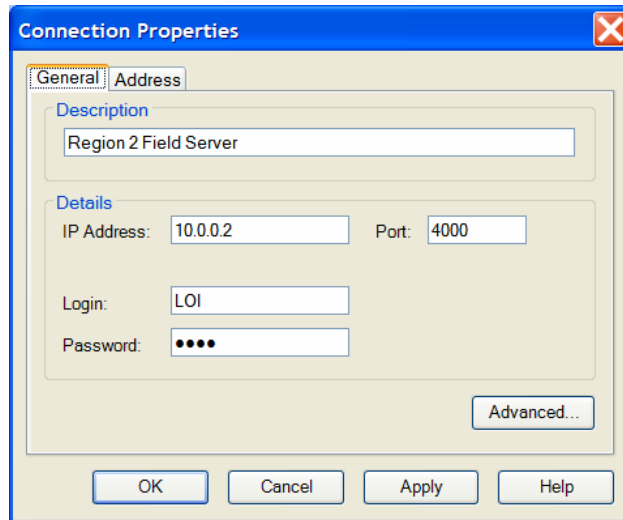 Connection Properties
General Address
Description
Region 2 Field Server
Details
IP Address: 10.0.0.2 Port: 4000
Login: LOI
Password: ●●●●
Advanced...
OK Cancel Apply Help